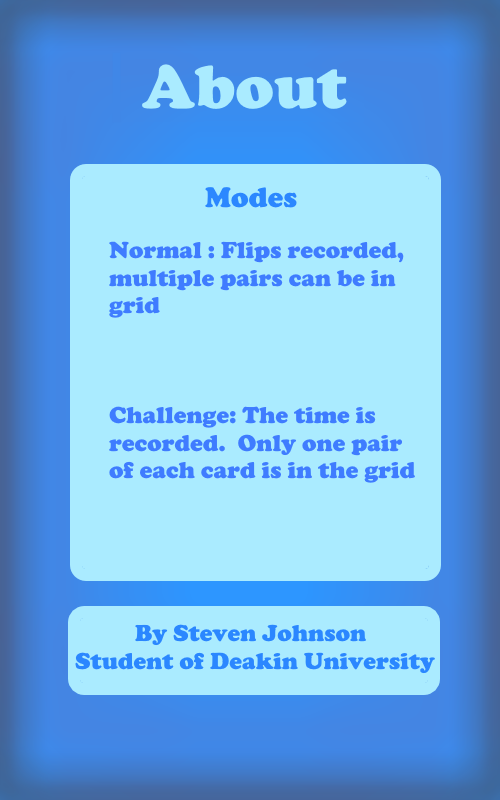 About
Modes
Normal : Flips recorded,
multiple pairs can be in
grid
Challenge: The time is
recorded.  Only one pair
of each card is in the grid
By Steven Johnson
Student of Deakin University